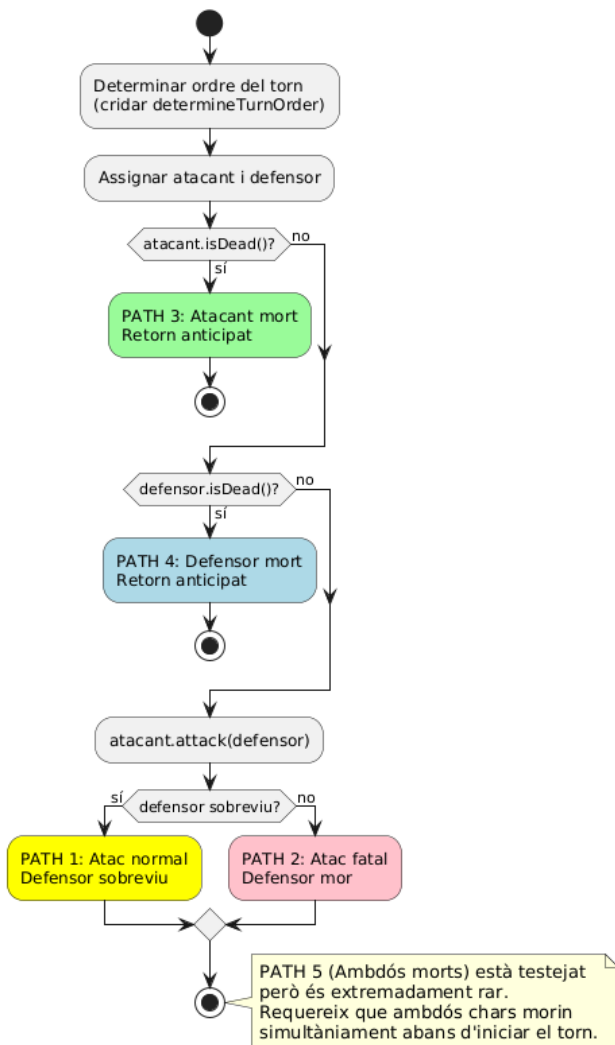 Determinar ordre del torn
(cridar determineTurnOrder)
Assignar atacant i defensor
atacant.isDead()?
no
sí
PATH 3: Atacant mort
Retorn anticipat
defensor.isDead()?
no
sí
PATH 4: Defensor mort
Retorn anticipat
atacant.attack(defensor)
sí
defensor sobreviu?
no
PATH 1: Atac normal
Defensor sobreviu
PATH 2: Atac fatal
Defensor mor
PATH 5 (Ambdós morts) està testejat
però és extremadament rar.
Requereix que ambdós chars morin
simultàniament abans d'iniciar el torn.